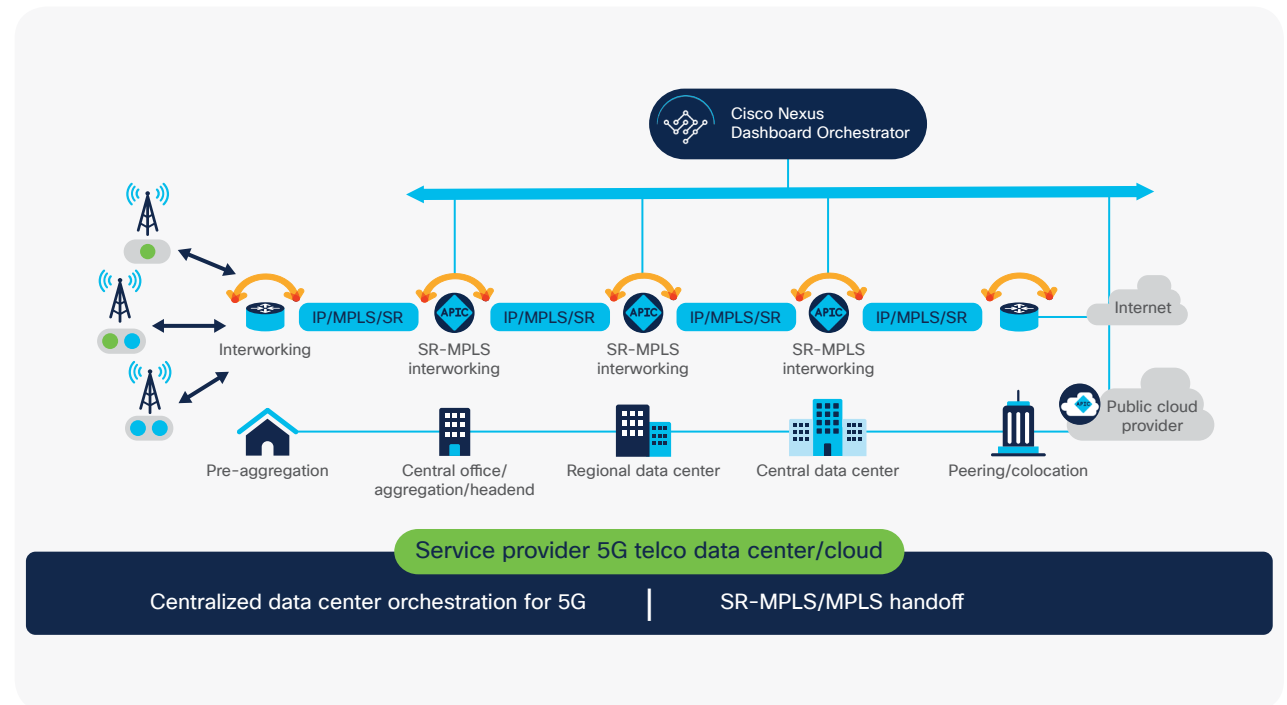 Cisco Nexus
Dashboard Orchestrator
IP/MPLS/SR
APIC
IP/MPLS/SR
APIC
IP/MPLS/SR
APIC
IP/MPLS/SR
Internet
Interworking
SR-MPLS
interworking
SR-MPLS
interworking
SR-MPLS
interworking
APIC
Public cloud
provider
Pre-aggregation
Central office/
aggregation/headend
Regional data center
Central data center
Peering/colocation
Service provider 5G telco data center/cloud
Centralized data center orchestration for 5G
SR-MPLS/MPLS handoff